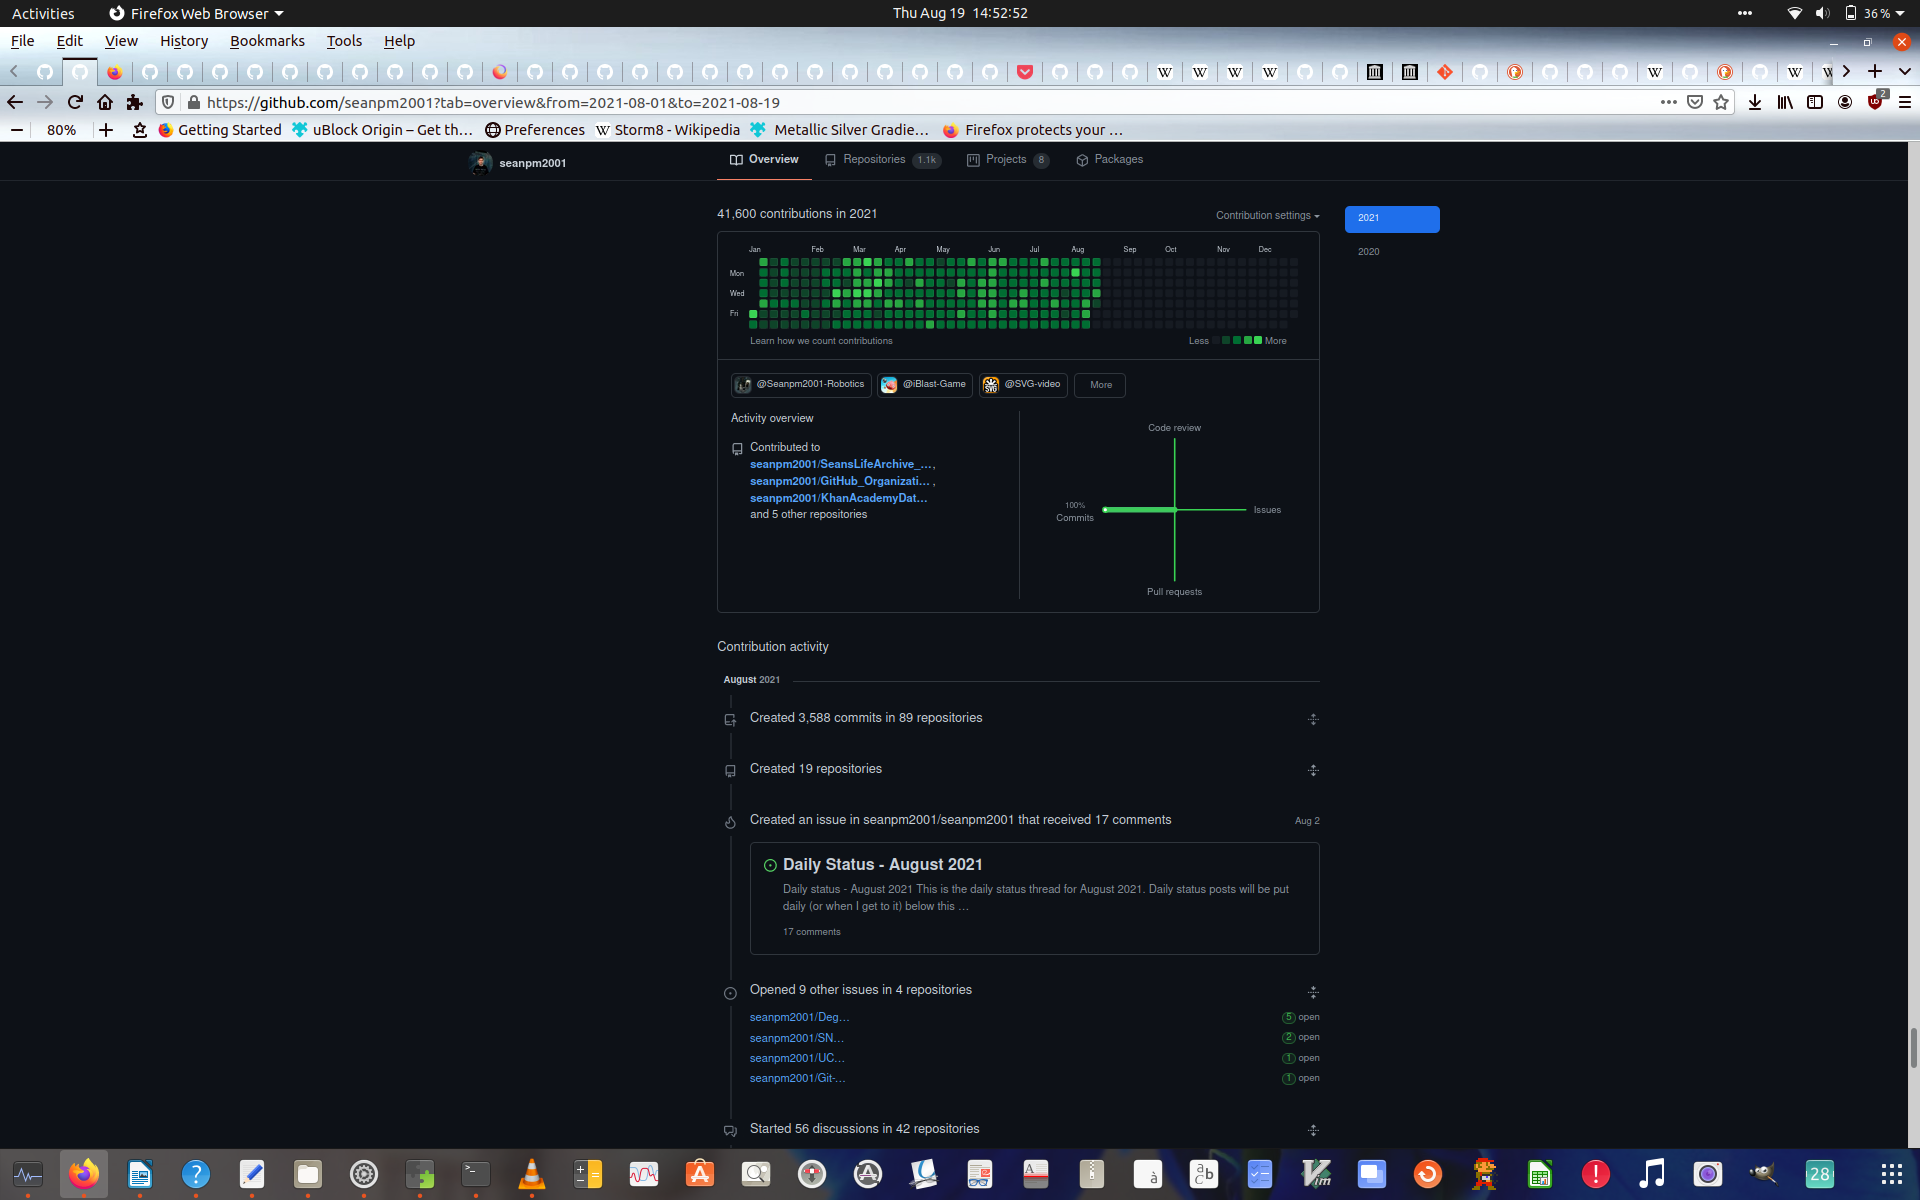 Activities Firefox Web Browser Thu Aug 19 14:52:52 36%
File Edit View History Bookmarks Tools Help
https://github.com/seanpm2001?tab=overview&from=2021-08-01&to=2021-08-19 2
80% Getting Started uBlock Origin – Get th… Preferences Storm8 - Wikipedia Metallic Silver Gradie… Firefox protects your …
seanpm2001 Overview Repositories 1.1k Projects 8 Packages
41,600 contributions in 2021 Contribution settings 2021
2020
Jan Feb Mar Apr May Jun Jul Aug Sep Oct Nov Dec
Mon
Wed
Fri
Learn how we count contributions Less More
@Seanpm2001-Robotics @iBlast-Game @SVG-video More
Activity overview
Code review
Contributed to
seanpm2001/SeansLifeArchive_…,
seanpm2001/GitHub_Organizati… ,
seanpm2001/KhanAcademyDat…
and 5 other repositories
100%
Commits
Issues
Pull requests
Contribution activity
August 2021
Created 3,588 commits in 89 repositories
Created 19 repositories
Created an issue in seanpm2001/seanpm2001 that received 17 comments Aug 2
Daily Status - August 2021
Daily status - August 2021 This is the daily status thread for August 2021. Daily status posts will be put
daily (or when I get to it) below this …
17 comments
Opened 9 other issues in 4 repositories
seanpm2001/Deg… 5 open
seanpm2001/SN… 2 open
seanpm2001/UC… 1 open
seanpm2001/Git-… 1 open
Started 56 discussions in 42 repositories
28